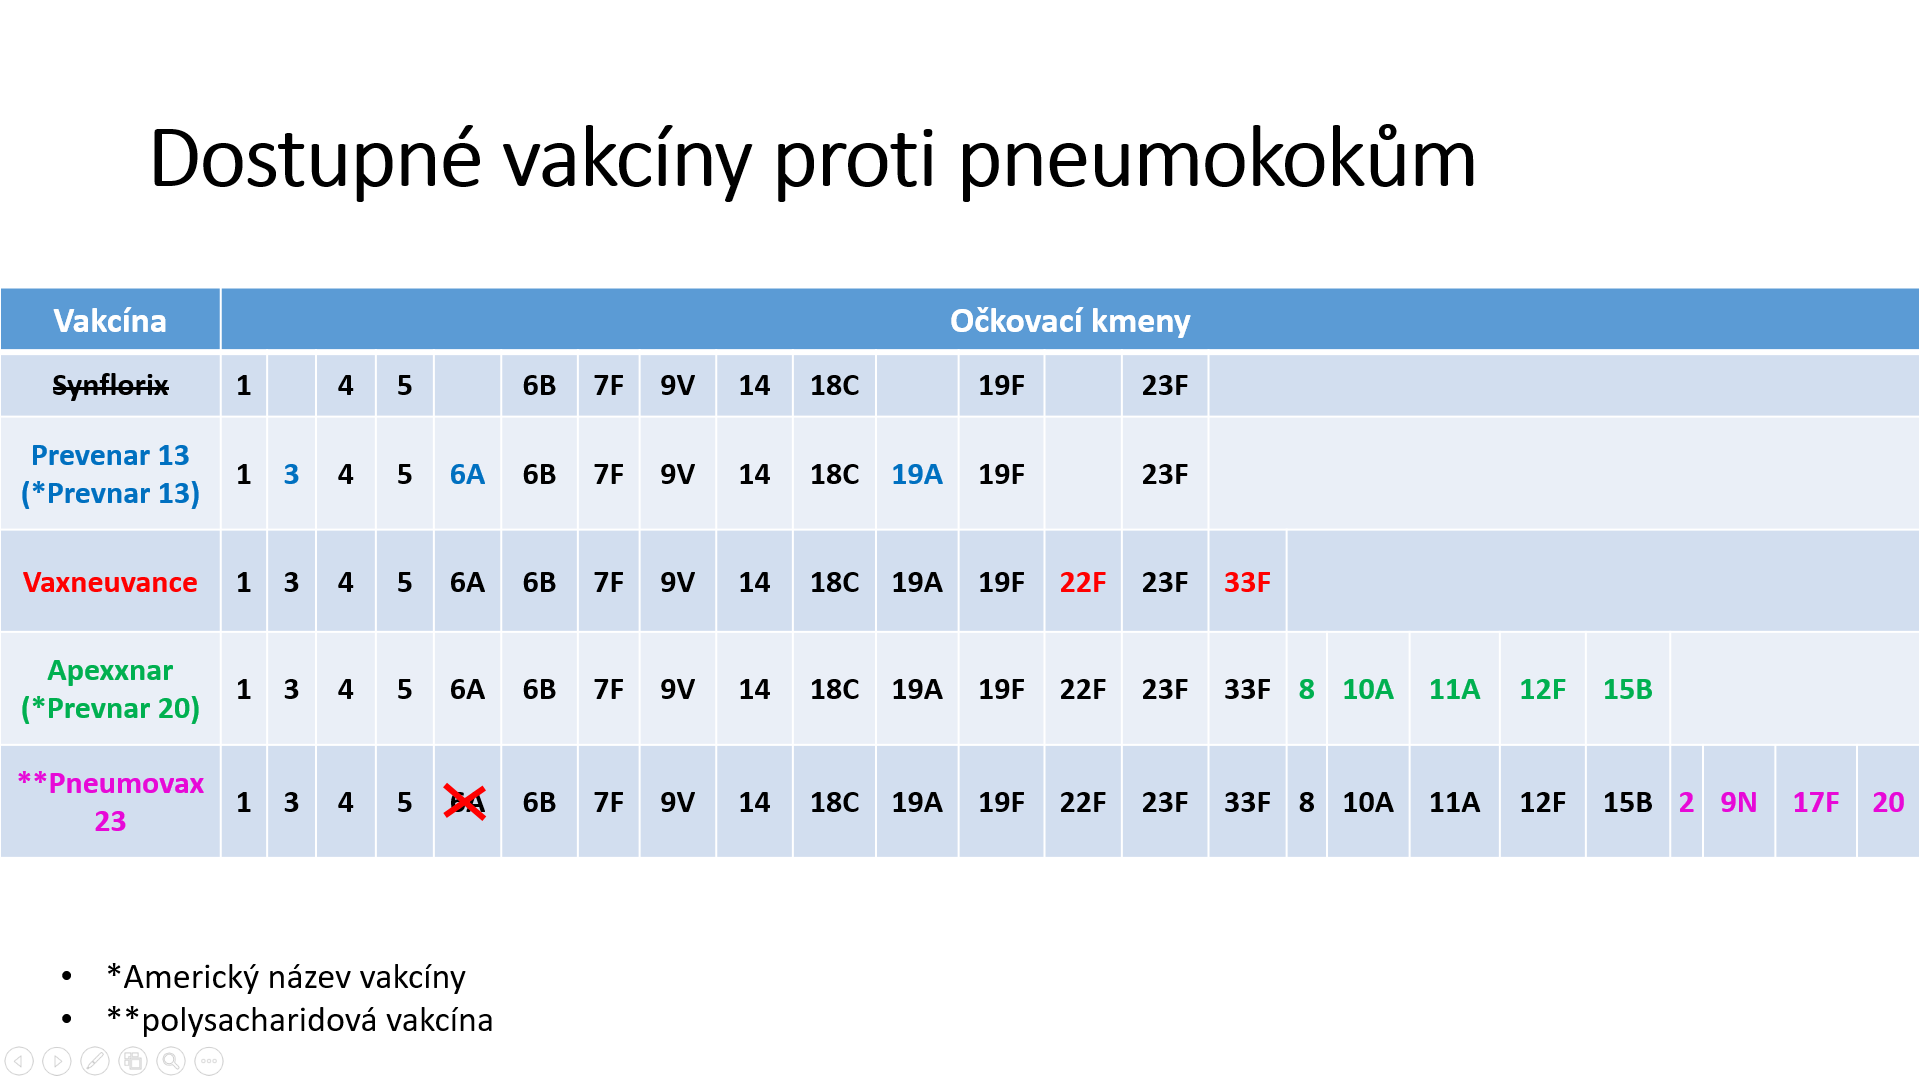 Dostupné vakcíny proti pneumokokům
Vakcína Očkovací kmeny
Synflorix 1 4 5 6B 7F 9V 14 18C 19F 23F
Prevenar 13
(*Prevnar 13) 1 3 4 5 6A 6B 7F 9V 14 18C 19A 19F 23F
Vaxneuvance 1 3 4 5 6A 6B 7F 9V 14 18C 19A 19F 22F 23F 33F
Apexxnar
(*Prevnar 20) 1 3 4 5 6A 6B 7F 9V 14 18C 19A 19F 22F 23F 33F 8 10A 11A 12F 15B
**Pneumovax
23 1 3 4 5 6A 6B 7F 9V 14 18C 19A 19F 22F 23F 33F 8 10A 11A 12F 15B 2 9N 17F 20
• *Americký název vakcíny
• **polysacharidová vakcína